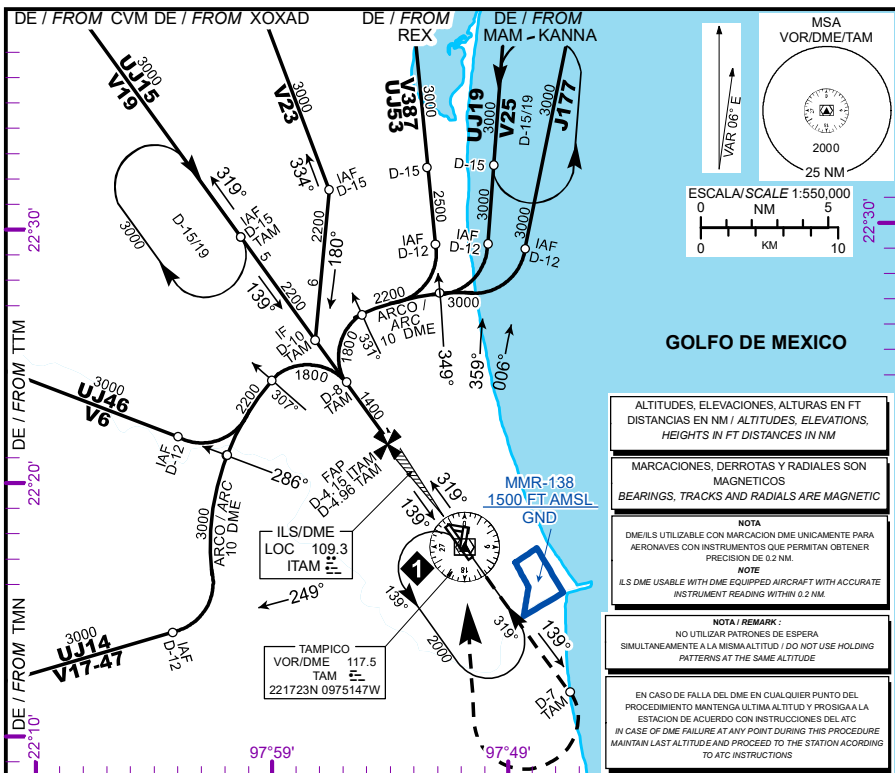 DE / FROM CVM
DE / FROM XOXAD
DE / FROM
REX
DE / FROM
MAM - KANNA
UJ15
V19
3000
V23
3000
V387
UJ53
3000
UJ19
V25
3000
D-15/19
J177
3000
VAR 06° E
MSA
VOR/DME/TAM
2000
25 NM
ESCALA/SCALE 1:550,000
0 NM 5
0 KM 10
22°30'
22°30'
319°
IAF
D-15
TAM
D-15/19
3000
334°
IAF
D-15
2200
180°
6
D-15
2500
IAF
D-12
D-15
3000
IAF
D-12
3000
IAF
D-12
5
2200
139°
IF
D-10
TAM
2200
ARCO /
ARC
10 DME
3000
1800
331°
349°
359°
006°
GOLFO DE MEXICO
DE / FROM TTM
3000
UJ46
V6
IAF
D-12
2200
1800
307°
D-8
TAM
1400
286°
FAP
D-4.15 ITAM
D-4.96 TAM
22°20'
3000
ARCO / ARC
10 DME
249°
319°
139°
MMR-138
1500 FT AMSL
GND
ILS/DME
LOC 109.3
ITAM
1
139°
2000
319°
139°
D-7
TAM
TAMPICO
VOR/DME 117.5
TAM
221723N 0975147W
DE / FROM TMN
3000
UJ14
V17-47
IAF
D-12
22°10'
97°59'
97°49'
ALTITUDES, ELEVACIONES, ALTURAS EN FT
DISTANCIAS EN NM / ALTITUDES, ELEVATIONS,
HEIGHTS IN FT DISTANCES IN NM
MARCACIONES, DERROTAS Y RADIALES SON
MAGNETICOS
BEARINGS, TRACKS AND RADIALS ARE MAGNETIC
NOTA
DME/ILS UTILIZABLE CON MARCACION DME UNICAMENTE PARA
AERONAVES CON INSTRUMENTOS QUE PERMITAN OBTENER
PRECISION DE 0.2 NM.
NOTE
ILS DME USABLE WITH DME EQUIPPED AIRCRAFT WITH ACCURATE
INSTRUMENT READING WITHIN 0.2 NM.
NOTA / REMARK :
NO UTILIZAR PATRONES DE ESPERA
SIMULTANEAMENTE A LA MISMA ALTITUD / DO NOT USE HOLDING
PATTERNS AT THE SAME ALTITUDE
EN CASO DE FALLA DEL DME EN CUALQUIER PUNTO DEL
PROCEDIMIENTO MANTENGA ULTIMA ALTITUD Y PROSIGA A LA
ESTACION DE ACUERDO CON INSTRUCCIONES DEL ATC
IN CASE OF DME FAILURE AT ANY POINT DURING THIS PROCEDURE
MAINTAIN LAST ALTITUDE AND PROCEED TO THE STATION ACORDING
TO ATC INSTRUCTIONS